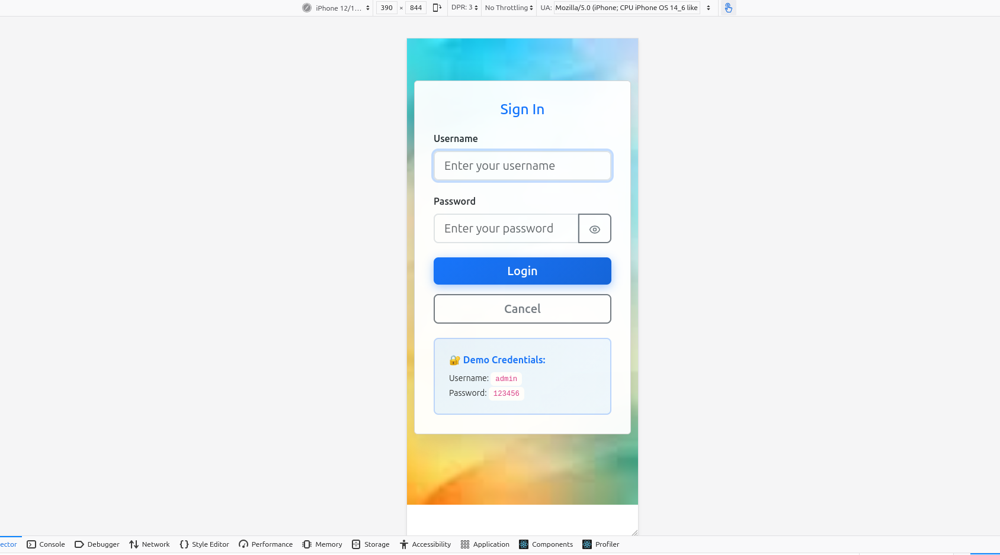 iPhone 12/1... 390 × 844 DPR: 3 No Throttling UA: Mozilla/5.0 (iPhone; CPU iPhone OS 14_6 like
Sign In
Username
Enter your username
Password
Enter your password
Login
Cancel
🔐 Demo Credentials:
Username: admin
Password: 123456
ector Console Debugger Network Style Editor Performance Memory Storage Accessibility Application Components Profiler